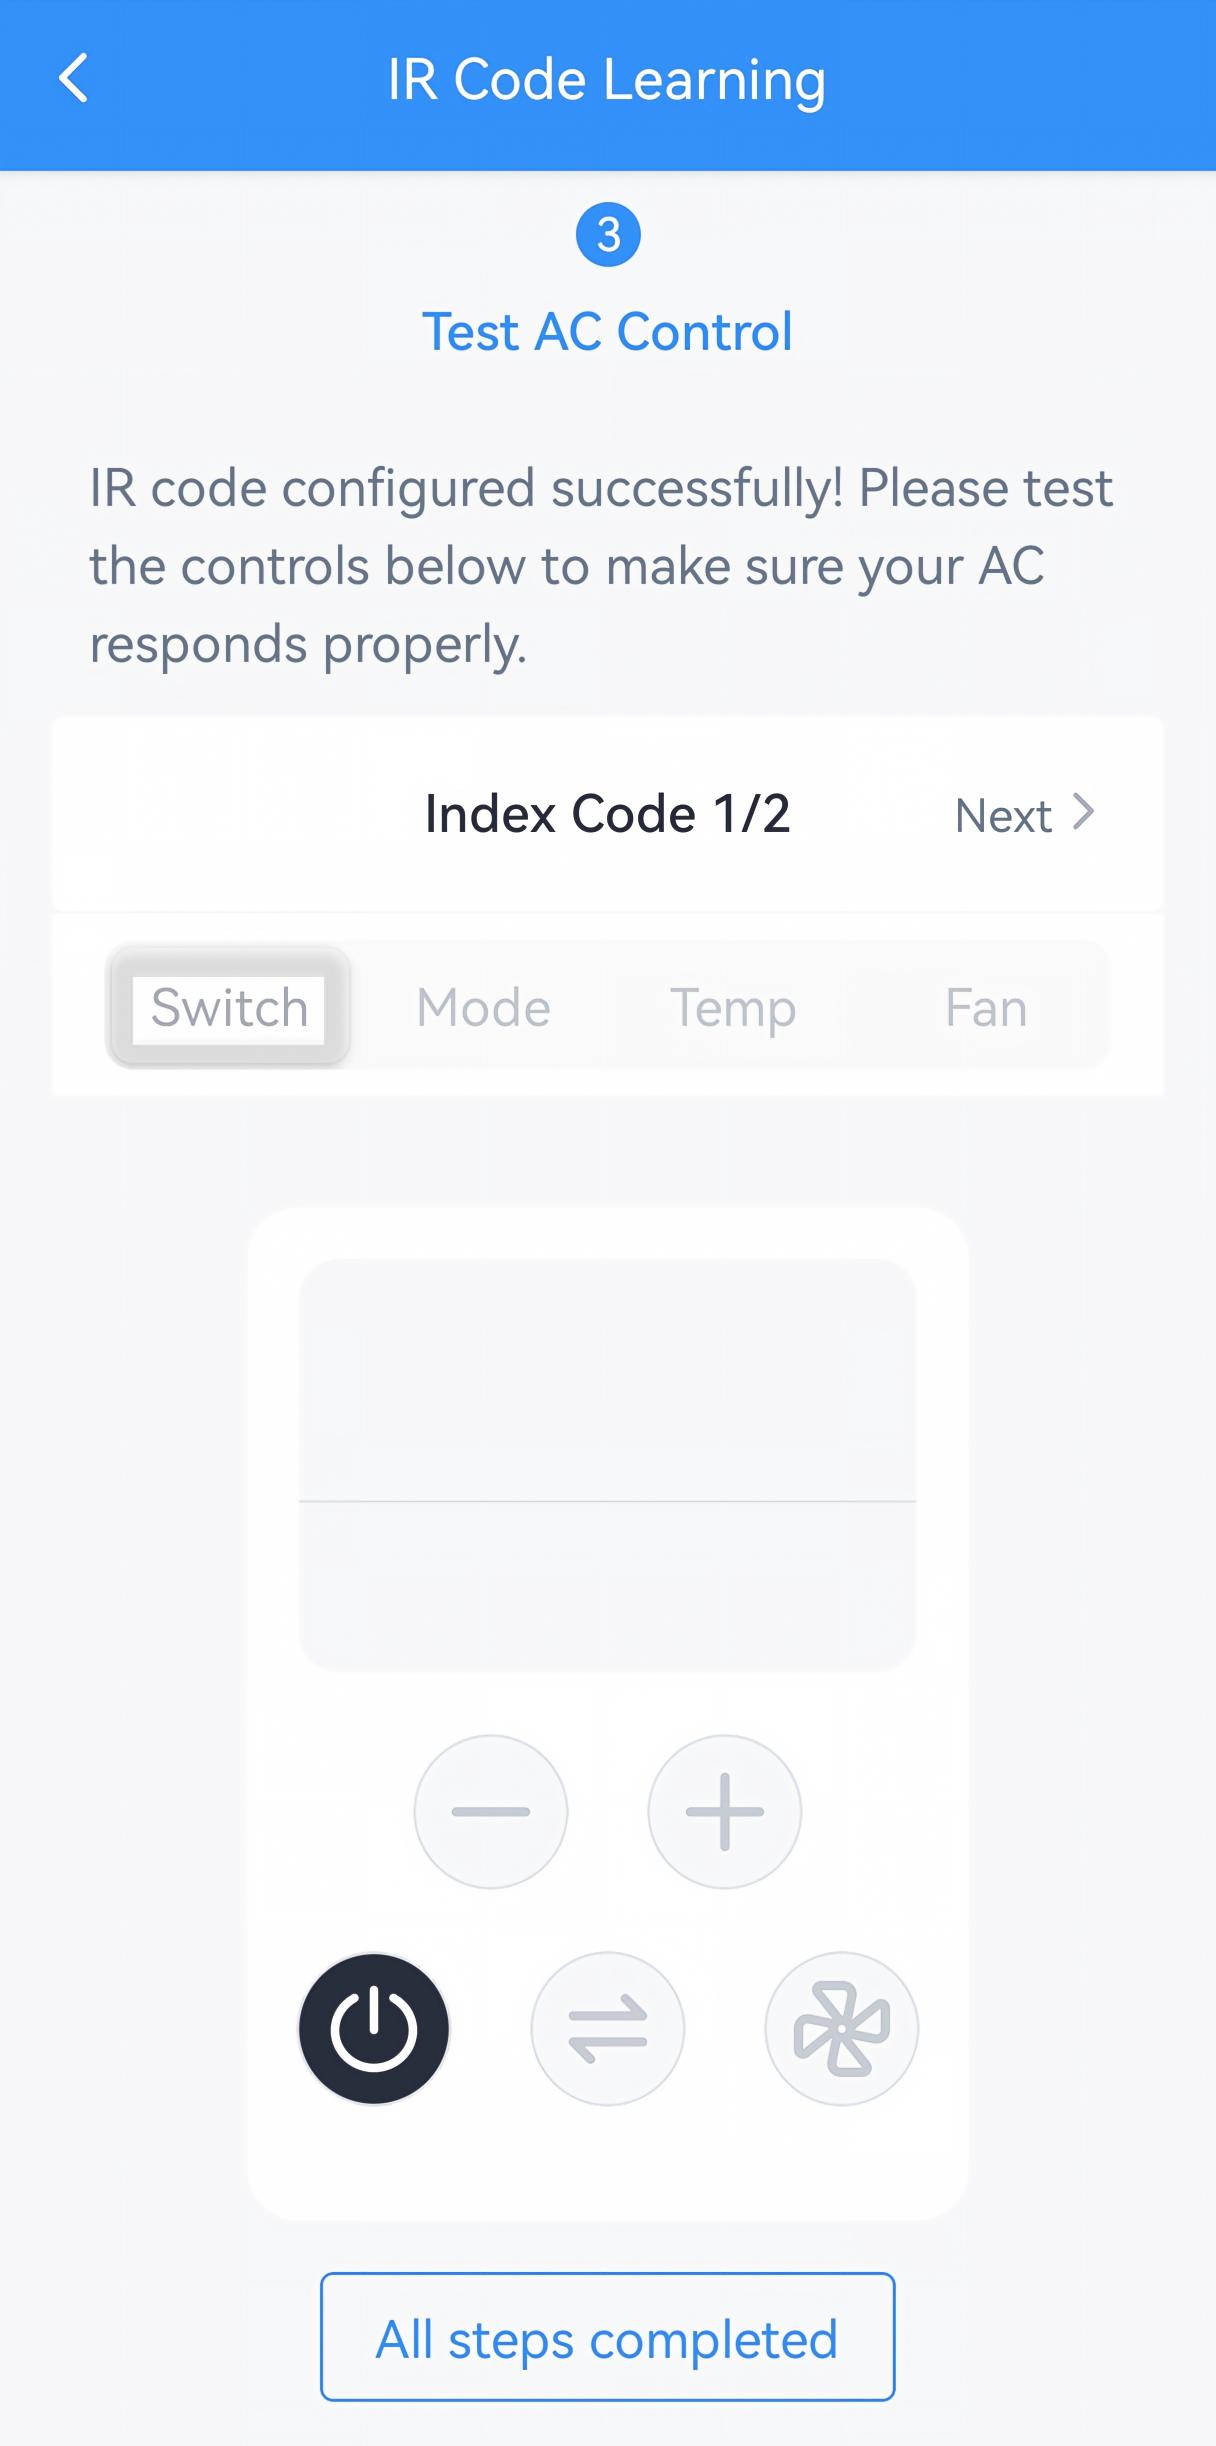 IR Code Learning
3
Test AC Control
IR code configured successfully! Please test
the controls below to make sure your AC
responds properly.
Index Code 1/2 Next
Switch Mode Temp Fan
All steps completed